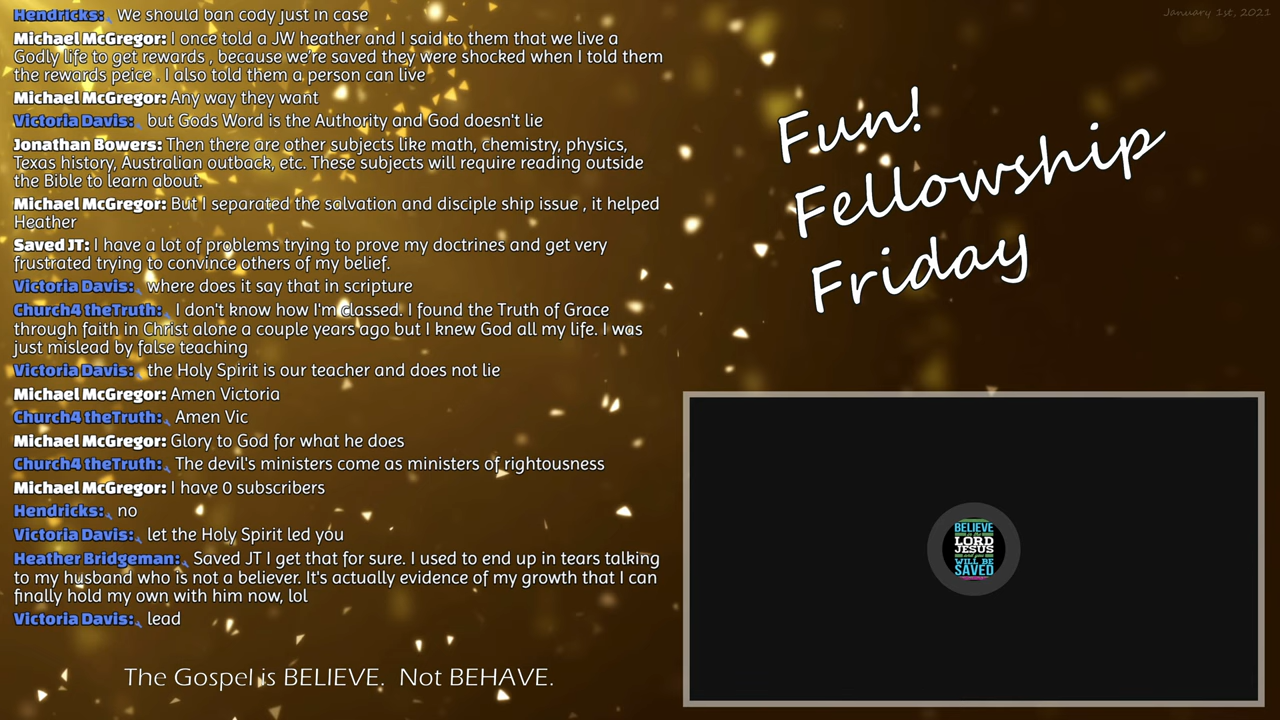 Hendricks: We should ban cody just in case
Michael McGregor: I once told a JW heather and I said to them that we live a
Godly life to get rewards , because we're saved they were shocked when I told them
the rewards peice . I also told them a person can live
Michael McGregor: Any way they want
Victoria Davis: but Gods Word is the Authority and God doesn't lie
Jonathan Bowers: Then there are other subjects like math, chemistry, physics,
Texas history, Australian outback, etc. These subjects will require reading outside
the Bible to learn about.
Michael McGregor: But I separated the salvation and disciple ship issue , it helped
Heather
Saved JT: I have a lot of problems trying to prove my doctrines and get very
frustrated trying to convince others of my belief.
Victoria Davis: where does it say that in scripture
Church4 theTruth: I don't know how I'm classed. I found the Truth of Grace
through faith in Christ alone a couple years ago but I knew God all my life. I was
just mislead by false teaching
Victoria Davis: the Holy Spirit is our teacher and does not lie
Michael McGregor: Amen Victoria
Church4 theTruth: Amen Vic
Michael McGregor: Glory to God for what he does
Church4 theTruth: The devil's ministers come as ministers of rightousness
Michael McGregor: I have 0 subscribers
Hendricks: no
Victoria Davis: let the Holy Spirit led you
Heather Bridgeman: Saved JT I get that for sure. I used to end up in tears talking
to my husband who is not a believer. It's actually evidence of my growth that I can
finally hold my own with him now, lol
Victoria Davis: lead
The Gospel is BELIEVE. Not BEHAVE.
January 1st, 2021
Fun!
Fellowship
Friday
BELIEVE
in the
LORD
JESUS
and you
WILL BE
SAVED